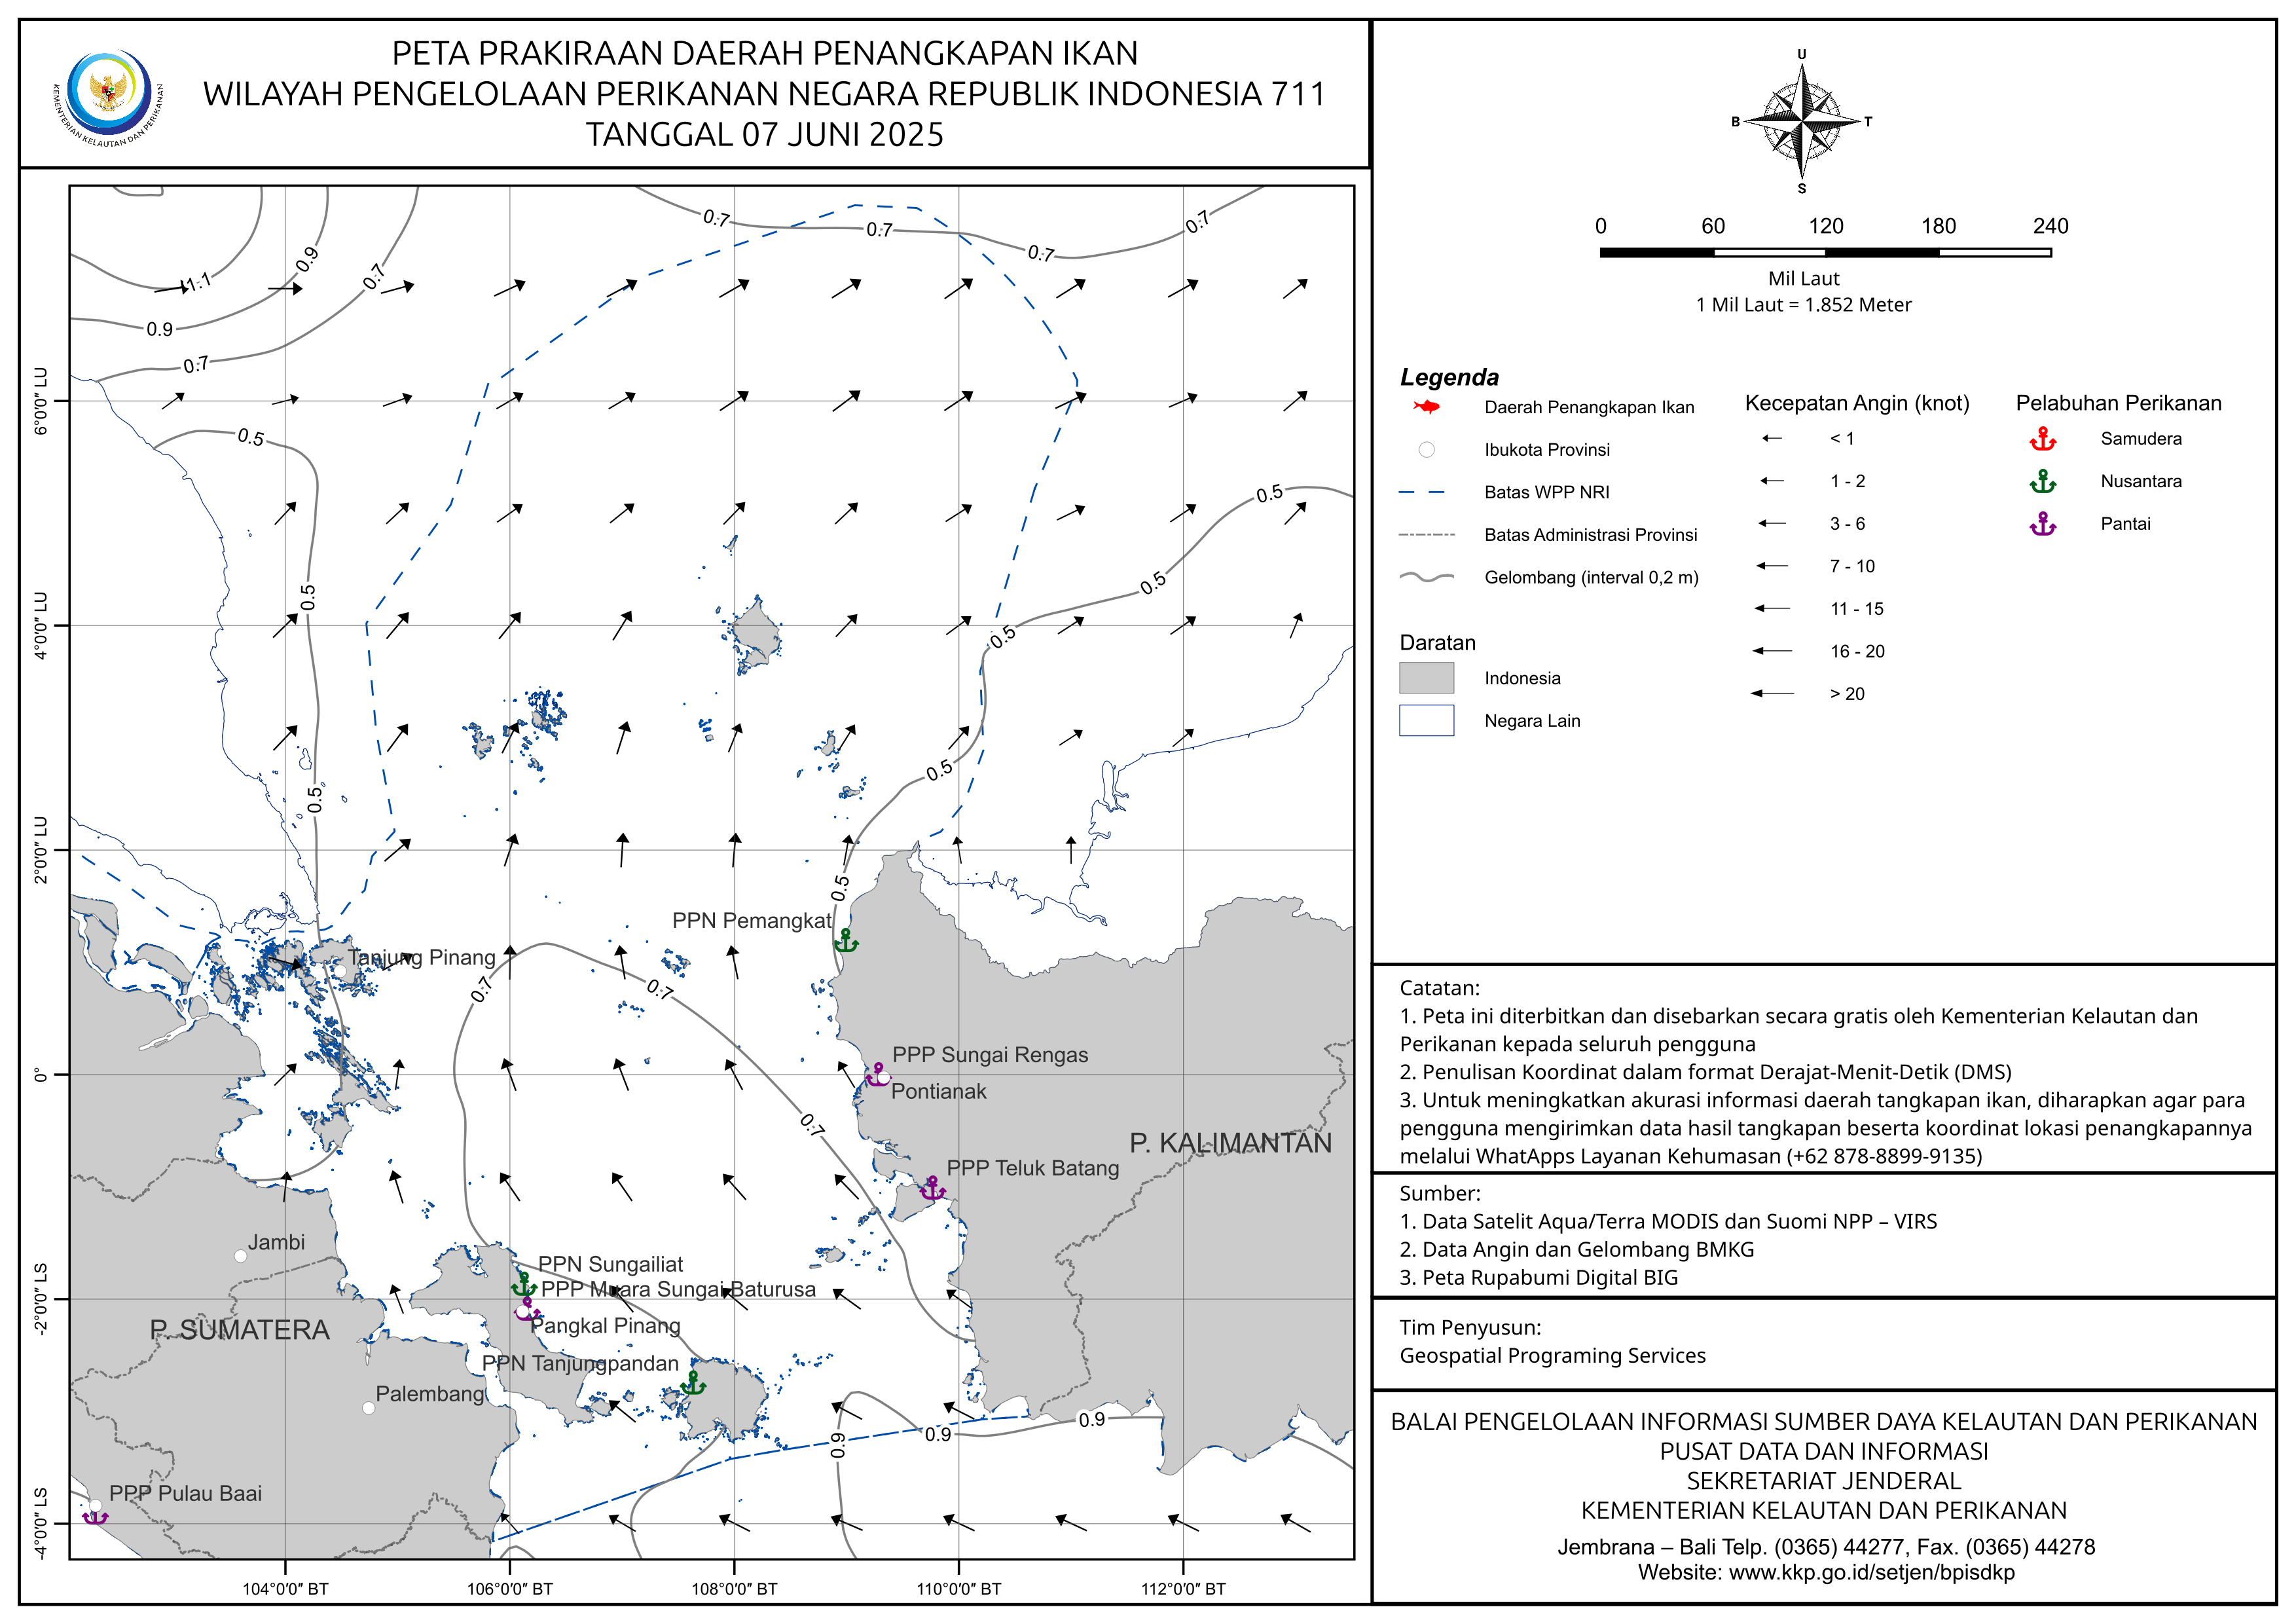 PETA PRAKIRAAN DAERAH PENANGKAPAN IKAN
WILAYAH PENGELOLAAN PERIKANAN NEGARA REPUBLIK INDONESIA 711
TANGGAL 07 JUNI 2025
KEMENTERIAN KELAUTAN DAN PERIKANAN
U
B
T
S
0 60 120 180 240
Mil Laut
1 Mil Laut = 1.852 Meter
Legenda
Daerah Penangkapan Ikan
Ibukota Provinsi
Batas WPP NRI
Batas Administrasi Provinsi
Gelombang (interval 0,2 m)
Daratan
Indonesia
Negara Lain
Kecepatan Angin (knot)
< 1
1 - 2
3 - 6
7 - 10
11 - 15
16 - 20
> 20
Pelabuhan Perikanan
Samudera
Nusantara
Pantai
0.7
0.7
0.7
0.7
0.9
0.7
1.1
0.9
0.7
0.5
0.5
0.5
0.5
0.5
0.5
0.5
0.5
0.7
0.7
0.7
0.9
0.9
0.9
PPN Pemangkat
Tanjung Pinang
PPP Sungai Rengas
Pontianak
P. KALIMANTAN
PPP Teluk Batang
Jambi
PPN Sungailiat
PPP Muara Sungai Baturusa
P. SUMATERA
Pangkal Pinang
PPN Tanjungpandan
Palembang
PPP Pulau Baai
6°0'0" LU
4°0'0" LU
2°0'0" LU
0°
-2°0'0" LS
-4°0'0" LS
104°0'0" BT
106°0'0" BT
108°0'0" BT
110°0'0" BT
112°0'0" BT
Catatan:
1. Peta ini diterbitkan dan disebarkan secara gratis oleh Kementerian Kelautan dan
Perikanan kepada seluruh pengguna
2. Penulisan Koordinat dalam format Derajat-Menit-Detik (DMS)
3. Untuk meningkatkan akurasi informasi daerah tangkapan ikan, diharapkan agar para
pengguna mengirimkan data hasil tangkapan beserta koordinat lokasi penangkapannya
melalui WhatApps Layanan Kehumasan (+62 878-8899-9135)
Sumber:
1. Data Satelit Aqua/Terra MODIS dan Suomi NPP – VIRS
2. Data Angin dan Gelombang BMKG
3. Peta Rupabumi Digital BIG
Tim Penyusun:
Geospatial Programing Services
BALAI PENGELOLAAN INFORMASI SUMBER DAYA KELAUTAN DAN PERIKANAN
PUSAT DATA DAN INFORMASI
SEKRETARIAT JENDERAL
KEMENTERIAN KELAUTAN DAN PERIKANAN
Jembrana – Bali Telp. (0365) 44277, Fax. (0365) 44278
Website: www.kkp.go.id/setjen/bpisdkp